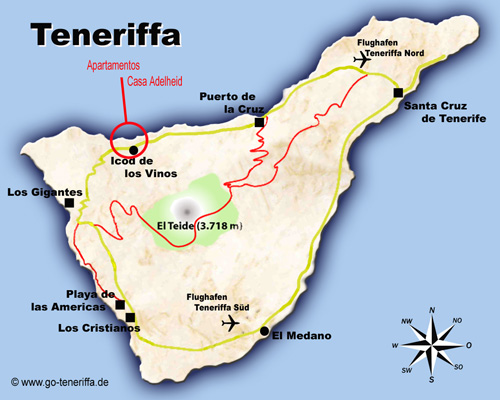 Teneriffa
Apartamentos
Casa Adelheid
Flughafen
Teneriffa Nord
Puerto de
la Cruz
Santa Cruz
de Tenerife
Icod de
los Vinos
Los Gigantes
El Teide (3.718 m)
Playa de
las Americas
Los Cristianos
Flughafen
Teneriffa Süd
El Medano
N
NW
NO
W
O
SW
SO
S
© www.go-teneriffa.de